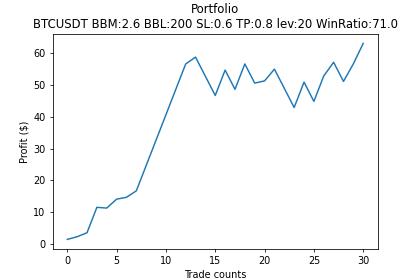 Portfolio
BTCUSDT BBM:2.6 BBL:200 SL:0.6 TP:0.8 lev:20 WinRatio:71.0
Profit ($)
60
50
40
30
20
10
0
0 5 10 15 20 25 30
Trade counts